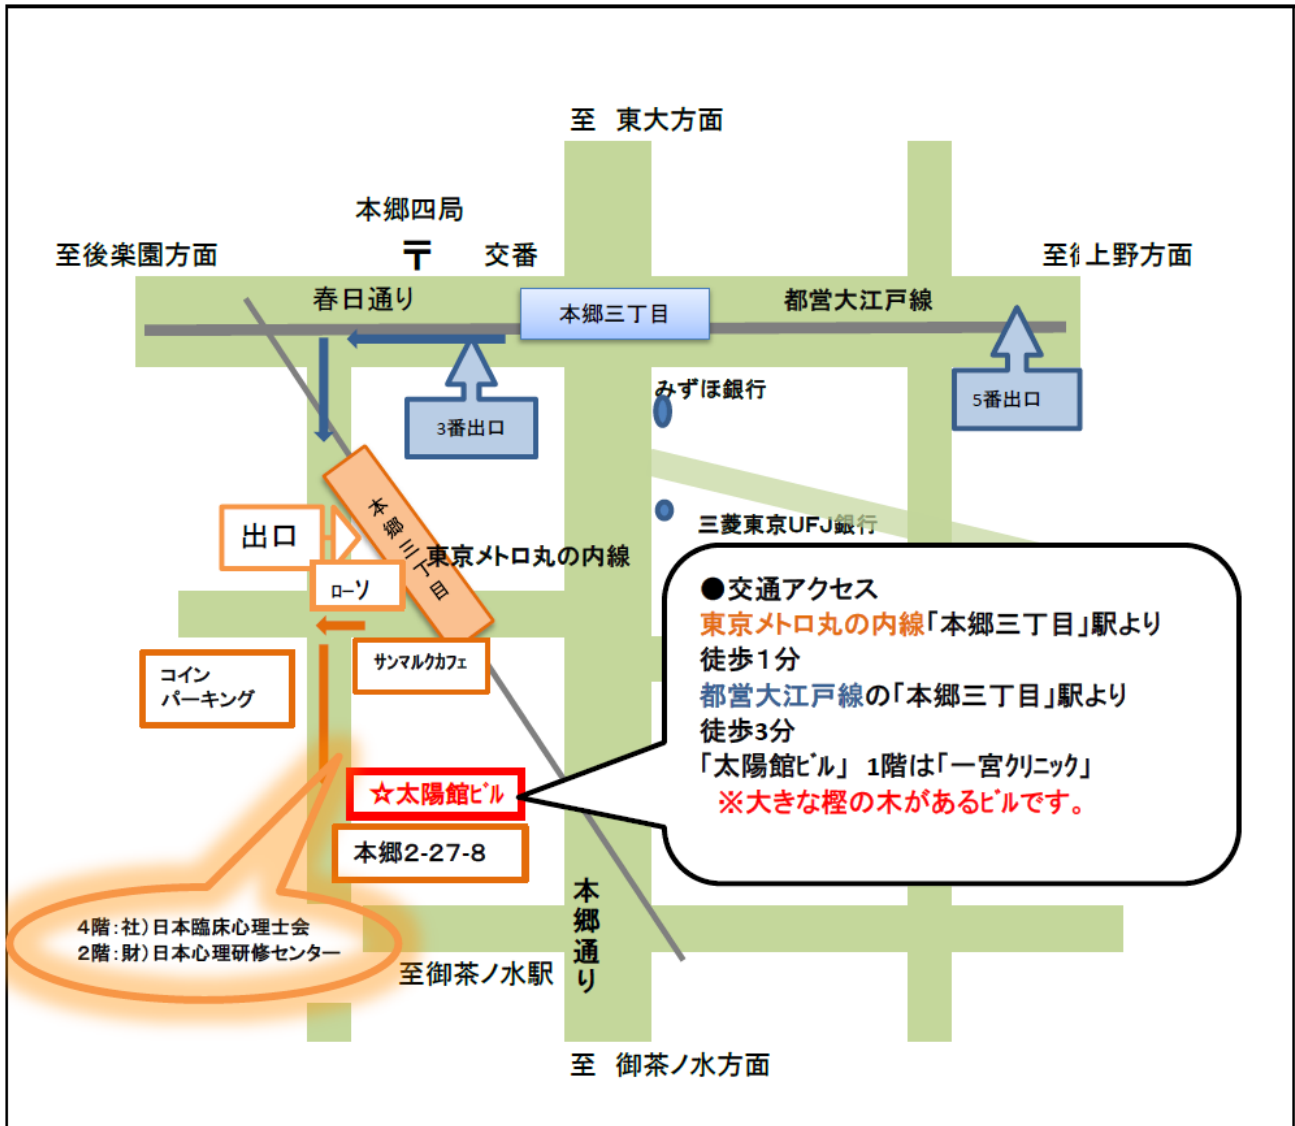 至 東大方面
本郷四局
〒
交番
至後楽園方面
上野方面
春日通り
本郷三丁目
都営大江戸線
みずほ銀行
3番出口
5番出口
本郷三丁目
出口
三菱東京UFJ銀行
東京メトロ丸の内線
ﾛｰソ
サンマルクカフェ
コイン
パーキング
●交通アクセス
東京メトロ丸の内線「本郷三丁目」駅より
徒歩1分
都営大江戸線の「本郷三丁目」駅より
徒歩3分
「太陽館ビル」 1階は「一宮クリニック」
※大きな樫の木があるビルです。
☆太陽館ビル
本郷2-27-8
4階：社）日本臨床心理士会
2階：財）日本心理研修センター
本郷通り
至御茶ノ水駅
至 御茶ノ水方面